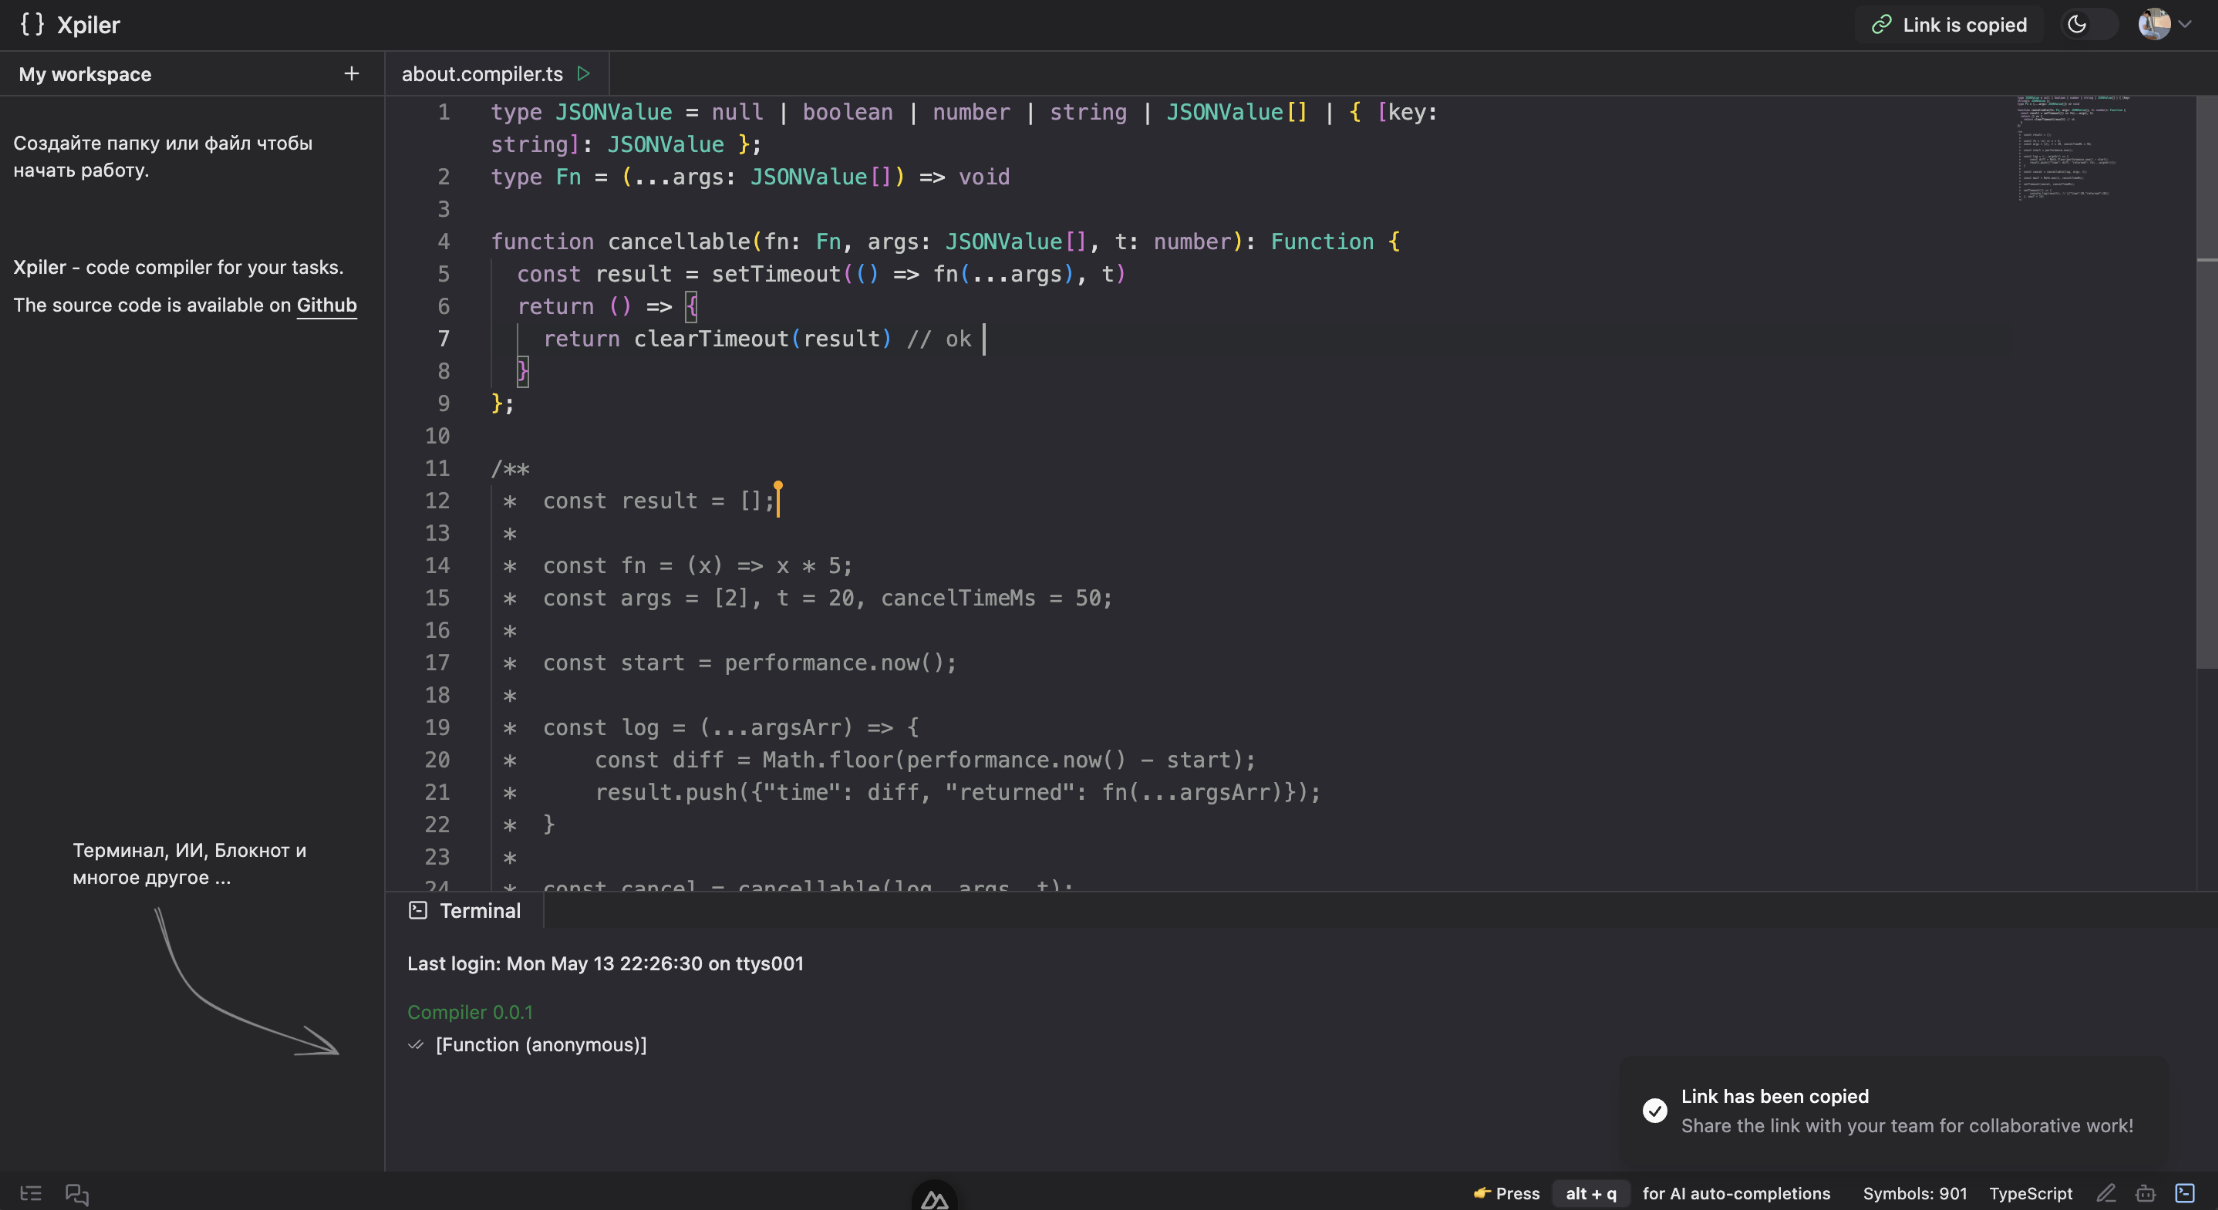 { } Xpiler
Link is copied
My workspace +
about.compiler.ts
Создайте папку или файл чтобы
начать работу.
Xpiler - code compiler for your tasks.
The source code is available on Github
Терминал, ИИ, Блокнот и
многое другое ...
1 type JSONValue = null | boolean | number | string | JSONValue[] | { [key:
string]: JSONValue };
2 type Fn = (...args: JSONValue[]) => void
3
4 function cancellable(fn: Fn, args: JSONValue[], t: number): Function {
5 const result = setTimeout(() => fn(...args), t)
6 return () => {
7 return clearTimeout(result) // ok
8 }
9 };
10
11 /**
12 * const result = [];
13 *
14 * const fn = (x) => x * 5;
15 * const args = [2], t = 20, cancelTimeMs = 50;
16 *
17 * const start = performance.now();
18 *
19 * const log = (...argsArr) => {
20 * const diff = Math.floor(performance.now() - start);
21 * result.push({"time": diff, "returned": fn(...argsArr)});
22 * }
23 *
24 * const cancel = cancellable(log, args, t);
Terminal
Last login: Mon May 13 22:26:30 on ttys001
Compiler 0.0.1
[Function (anonymous)]
Link has been copied
Share the link with your team for collaborative work!
👉 Press alt + q for AI auto-completions Symbols: 901 TypeScript